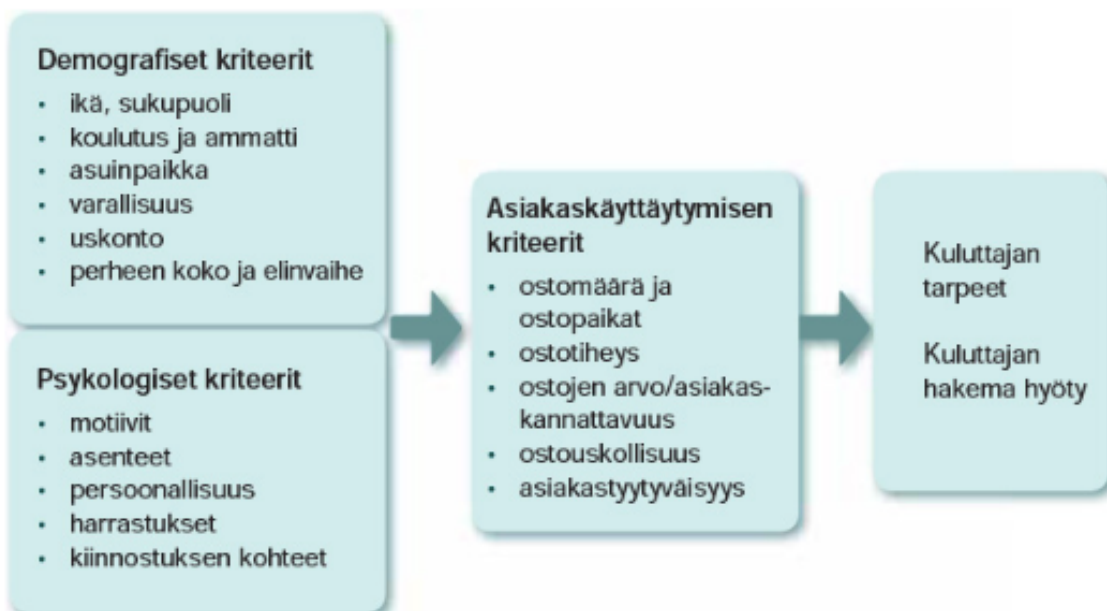 Demografiset kriteerit
• ikä, sukupuoli
• koulutus ja ammatti
• asuinpaikka
• varallisuus
• uskonto
• perheen koko ja elinvaihe
Psykologiset kriteerit
• motiivit
• asenteet
• persoonallisuus
• harrastukset
• kiinnostuksen kohteet
Asiakaskäyttäytymisen
kriteerit
• ostomäärä ja
ostopaikat
• ostotiheys
• ostojen arvo/asiakas-
kannattavuus
• ostouskollisuus
• asiakastyytyväisyys
Kuluttajan
tarpeet
Kuluttajan
hakema hyöty